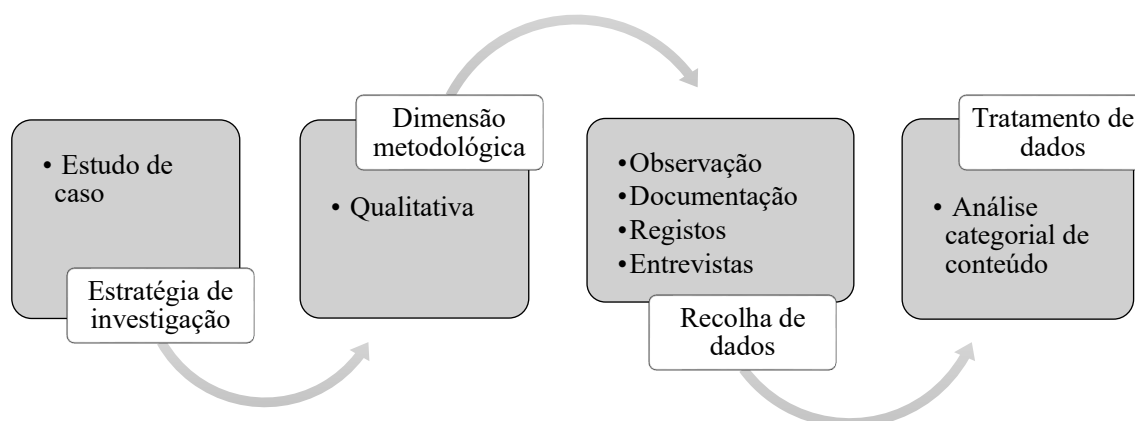 • Estudo de
caso
Estratégia de
investigação
Dimensão
metodológica
• Qualitativa
•Observação
•Documentação
•Registos
•Entrevistas
Recolha de
dados
Tratamento de
dados
• Análise
categorial de
conteúdo